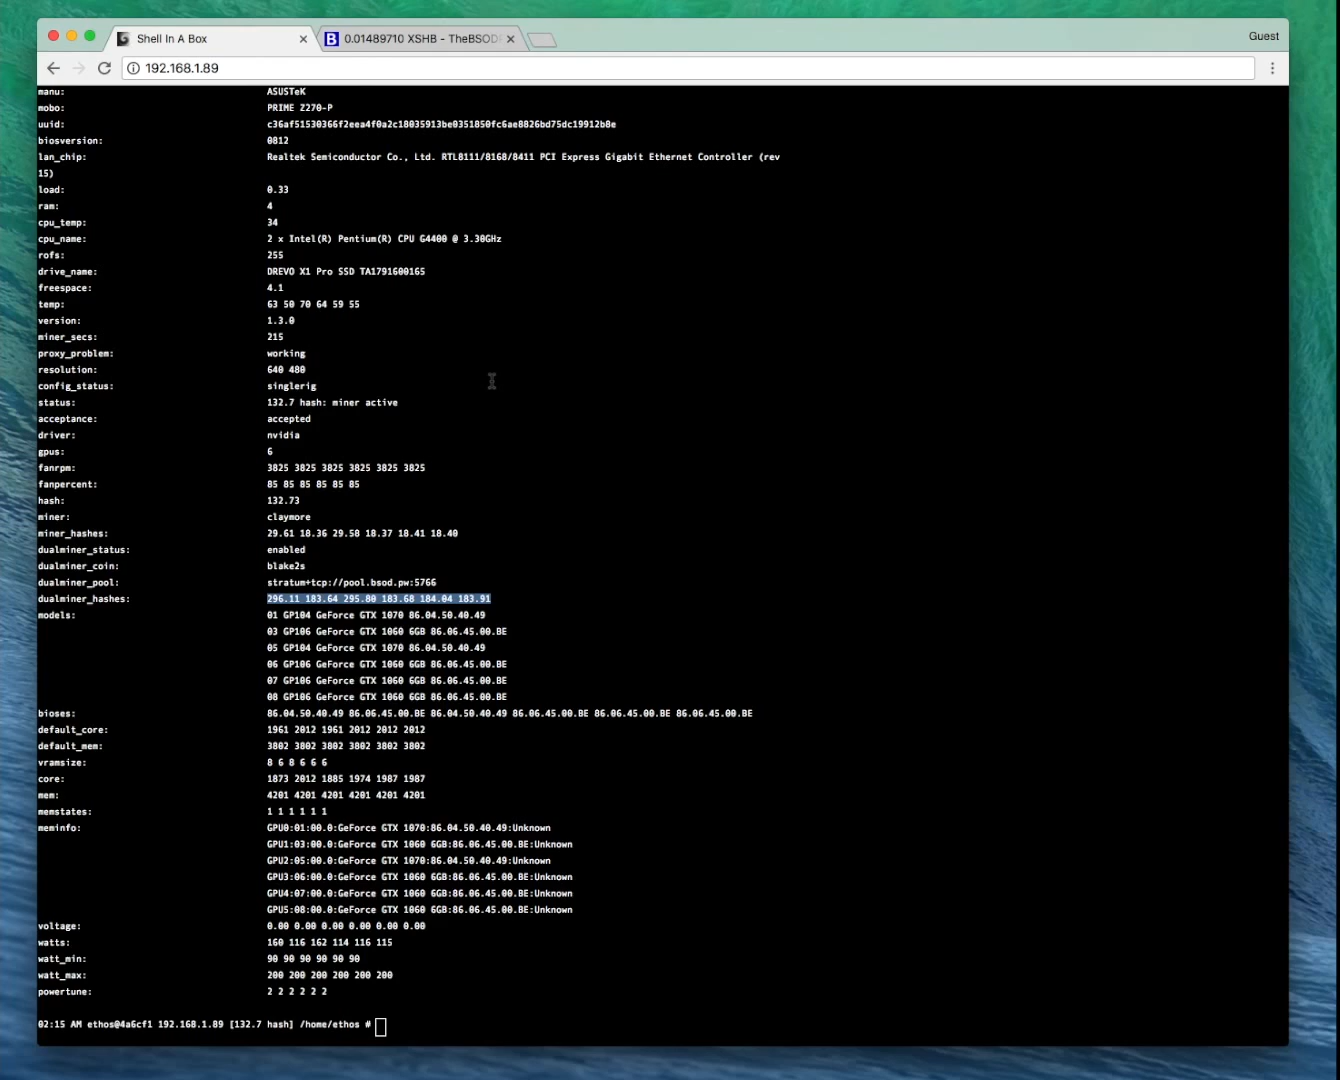 Shell In A Box
0.01489710 XSHB - TheBSOD
Guest
192.168.1.89
manu: ASUSTeK
mobo: PRIME Z270-P
uuid: c36af51530366f2eea4f0a2c18035913be0351850fc6ae8826bd75dc19912b8e
biosversion: 0812
lan_chip: Realtek Semiconductor Co., Ltd. RTL8111/8168/8411 PCI Express Gigabit Ethernet Controller (rev
15)
load: 0.33
ram: 4
cpu_temp: 34
cpu_name: 2 x Intel(R) Pentium(R) CPU G4400 @ 3.30GHz
rofs: 255
drive_name: DREVO X1 Pro SSD TA1791600165
freespace: 4.1
temp: 63 50 70 64 59 55
version: 1.3.0
miner_secs: 215
proxy_problem: working
resolution: 640 480
config_status: singlerig
status: 132.7 hash: miner active
acceptance: accepted
driver: nvidia
gpus: 6
fanrpm: 3825 3825 3825 3825 3825 3825
fanpercent: 85 85 85 85 85 85
hash: 132.73
miner: claymore
miner_hashes: 29.61 18.36 29.58 18.37 18.41 18.40
dualminer_status: enabled
dualminer_coin: blake2s
dualminer_pool: stratum+tcp://pool.bsod.pw:5766
dualminer_hashes: 296.11 183.64 295.80 183.68 184.04 183.91
models: 01 GP104 GeForce GTX 1070 86.04.50.40.49
03 GP106 GeForce GTX 1060 6GB 86.06.45.00.BE
05 GP104 GeForce GTX 1070 86.04.50.40.49
06 GP106 GeForce GTX 1060 6GB 86.06.45.00.BE
07 GP106 GeForce GTX 1060 6GB 86.06.45.00.BE
08 GP106 GeForce GTX 1060 6GB 86.06.45.00.BE
bioses: 86.04.50.40.49 86.06.45.00.BE 86.04.50.40.49 86.06.45.00.BE 86.06.45.00.BE 86.06.45.00.BE
default_core: 1961 2012 1961 2012 2012 2012
default_mem: 3802 3802 3802 3802 3802 3802
vramsize: 8 6 8 6 6 6
core: 1873 2012 1885 1974 1987 1987
mem: 4201 4201 4201 4201 4201 4201
memstates: 1 1 1 1 1 1
meminfo: GPU0:01:00.0:GeForce GTX 1070:86.04.50.40.49:Unknown
GPU1:03:00.0:GeForce GTX 1060 6GB:86.06.45.00.BE:Unknown
GPU2:05:00.0:GeForce GTX 1070:86.04.50.40.49:Unknown
GPU3:06:00.0:GeForce GTX 1060 6GB:86.06.45.00.BE:Unknown
GPU4:07:00.0:GeForce GTX 1060 6GB:86.06.45.00.BE:Unknown
GPU5:08:00.0:GeForce GTX 1060 6GB:86.06.45.00.BE:Unknown
voltage: 0.00 0.00 0.00 0.00 0.00 0.00
watts: 160 116 162 114 116 115
watt_min: 90 90 90 90 90 90
watt_max: 200 200 200 200 200 200
powertune: 2 2 2 2 2 2
02:15 AM ethos@4a6cf1 192.168.1.89 [132.7 hash] /home/ethos #